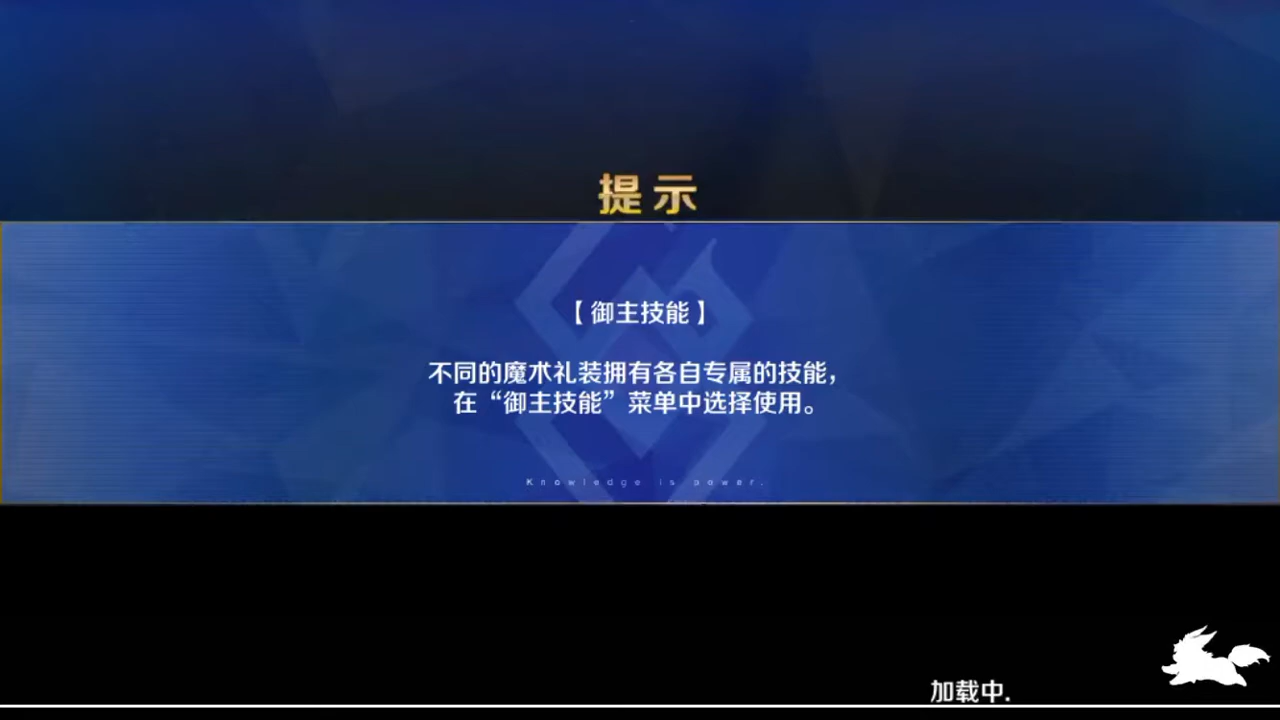 提示
【御主技能】
不同的魔术礼装拥有各自专属的技能，
在“御主技能”菜单中选择使用。
Knowledge is power.
加载中.